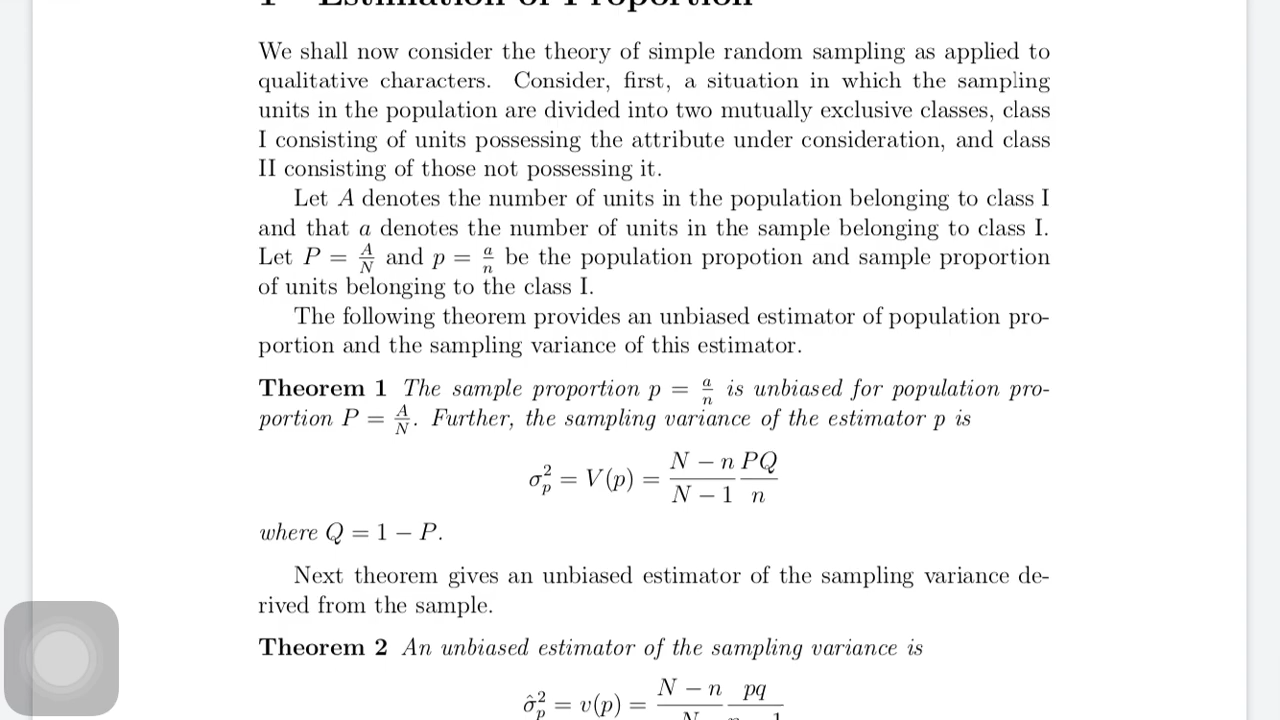 1 Estimation of Proportion
We shall now consider the theory of simple random sampling as applied to
qualitative characters. Consider, first, a situation in which the sampling
units in the population are divided into two mutually exclusive classes, class
I consisting of units possessing the attribute under consideration, and class
II consisting of those not possessing it.
Let A denotes the number of units in the population belonging to class I
and that a denotes the number of units in the sample belonging to class I.
Let P = A/N and p = a/n be the population propotion and sample proportion
of units belonging to the class I.
The following theorem provides an unbiased estimator of population pro-
portion and the sampling variance of this estimator.
Theorem 1 The sample proportion p = a/n is unbiased for population pro-
portion P = A/N. Further, the sampling variance of the estimator p is
σ²_p = V(p) = (N − n)/(N − 1) PQ/n
where Q = 1 − P.
Next theorem gives an unbiased estimator of the sampling variance de-
rived from the sample.
Theorem 2 An unbiased estimator of the sampling variance is
σ̂²_p = v(p) = (N − n)/N pq/(n − 1)